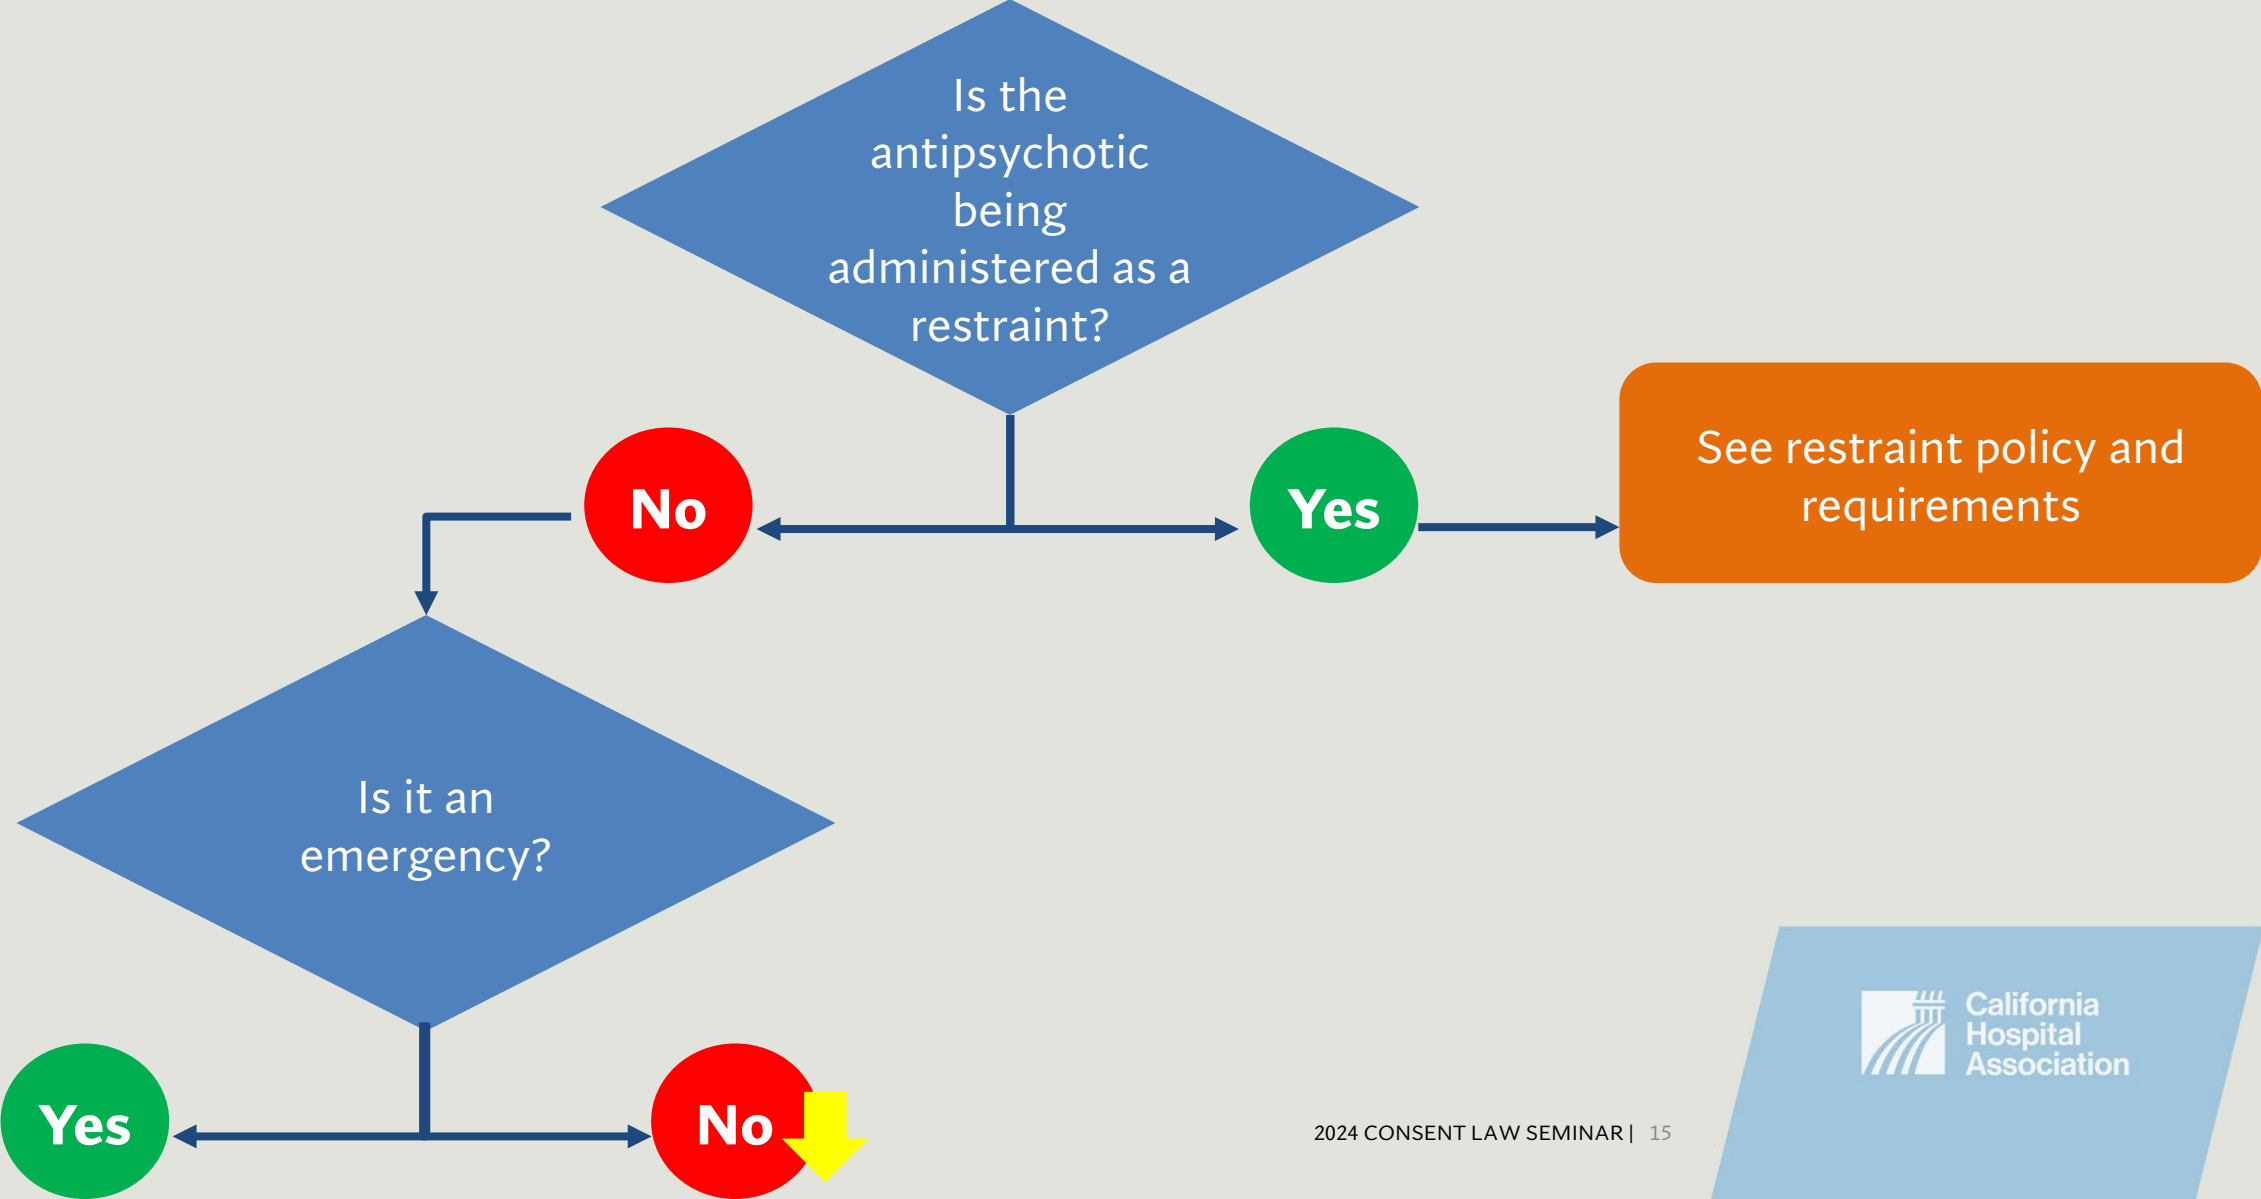 Is the
antipsychotic
being
administered as a
restraint?
No
Yes
See restraint policy and
requirements
Is it an
emergency?
Yes
No
2024 CONSENT LAW SEMINAR | 15
California
Hospital
Association